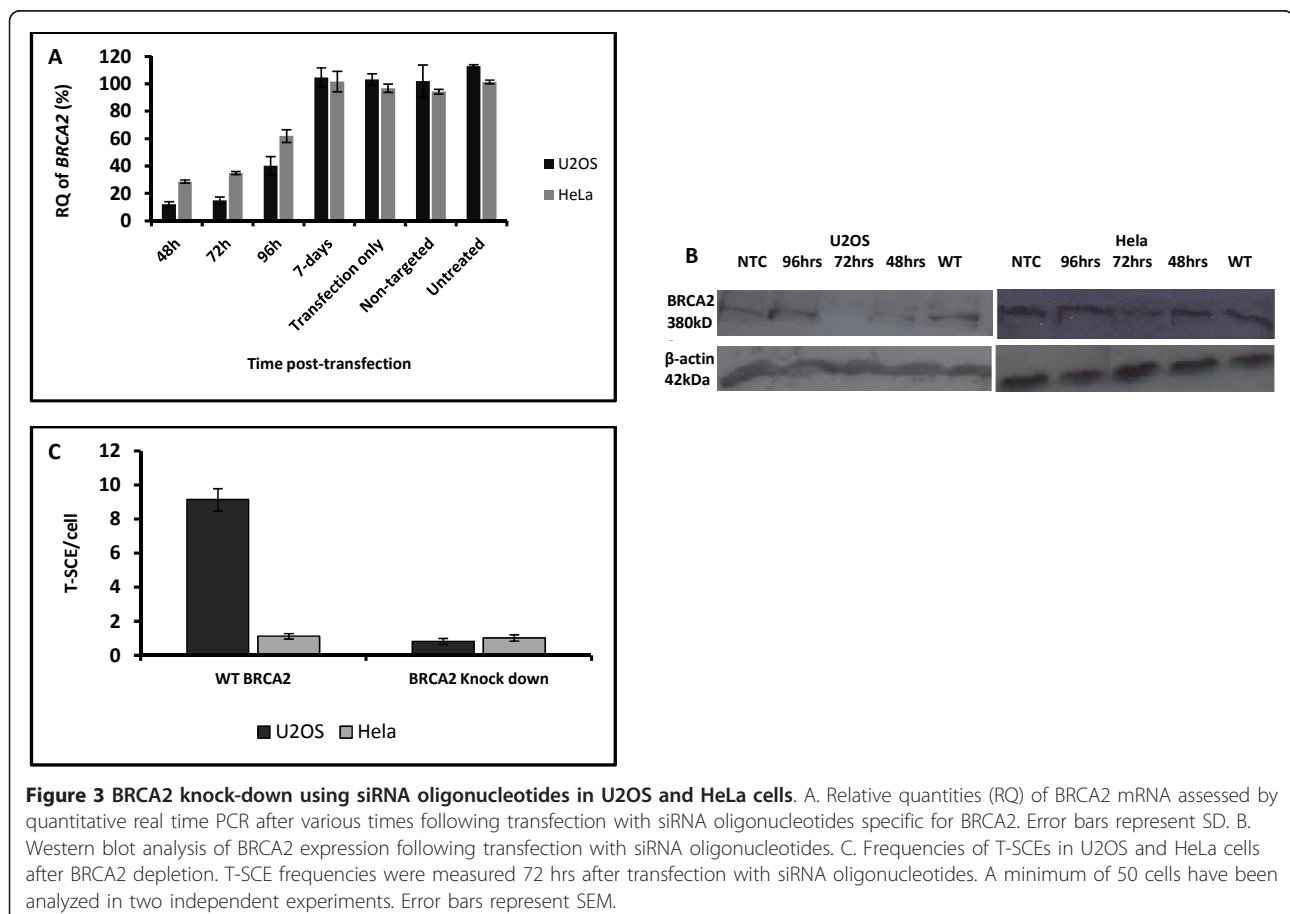 A
120
100
80
60
40
20
0
RQ of BRCA2 (%)
48h
72h
96h
7-days
Transfection only
Non-targeted
Untreated
Time post-transfection
U2OS
HeLa
B
U2OS
NTC 96hrs 72hrs 48hrs WT
Hela
NTC 96hrs 72hrs 48hrs WT
BRCA2
380kD
β-actin
42kDa
C
12
10
8
6
4
2
0
T-SCE/cell
WT BRCA2
BRCA2 Knock down
U2OS Hela
Figure 3 BRCA2 knock-down using siRNA oligonucleotides in U2OS and HeLa cells. A. Relative quantities (RQ) of BRCA2 mRNA assessed by
quantitative real time PCR after various times following transfection with siRNA oligonucleotides specific for BRCA2. Error bars represent SD. B.
Western blot analysis of BRCA2 expression following transfection with siRNA oligonucleotides. C. Frequencies of T-SCEs in U2OS and HeLa cells
after BRCA2 depletion. T-SCE frequencies were measured 72 hrs after transfection with siRNA oligonucleotides. A minimum of 50 cells have been
analyzed in two independent experiments. Error bars represent SEM.